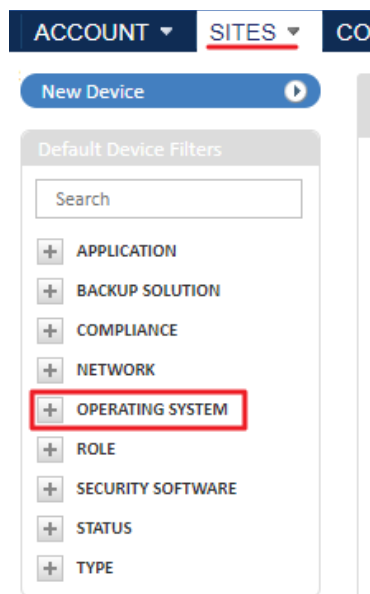 ACCOUNT SITES CO
New Device
Default Device Filters
Search
APPLICATION
BACKUP SOLUTION
COMPLIANCE
NETWORK
OPERATING SYSTEM
ROLE
SECURITY SOFTWARE
STATUS
TYPE